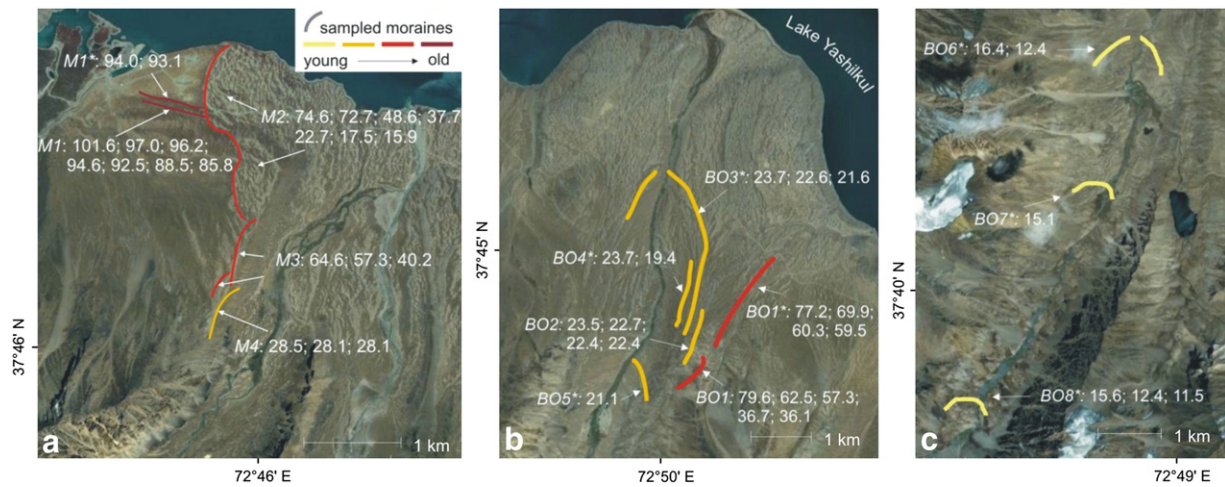 sampled moraines
young old
M1*: 94.0; 93.1
M2: 74.6; 72.7; 48.6; 37.7
22.7; 17.5; 15.9
M1: 101.6; 97.0; 96.2;
94.6; 92.5; 88.5; 85.8
M3: 64.6; 57.3; 40.2
M4: 28.5; 28.1; 28.1
37°46' N
a
1 km
72°46' E
Lake Yashilkul
BO3*: 23.7; 22.6; 21.6
37°45' N
BO4*: 23.7; 19.4
BO1*: 77.2; 69.9;
60.3; 59.5
BO2: 23.5; 22.7;
22.4; 22.4
BO5*: 21.1
BO1: 79.6; 62.5; 57.3;
36.7; 36.1
b
1 km
72°50' E
BO6*: 16.4; 12.4
BO7*: 15.1
37°40' N
BO8*: 15.6; 12.4; 11.5
c
1 km
72°49' E